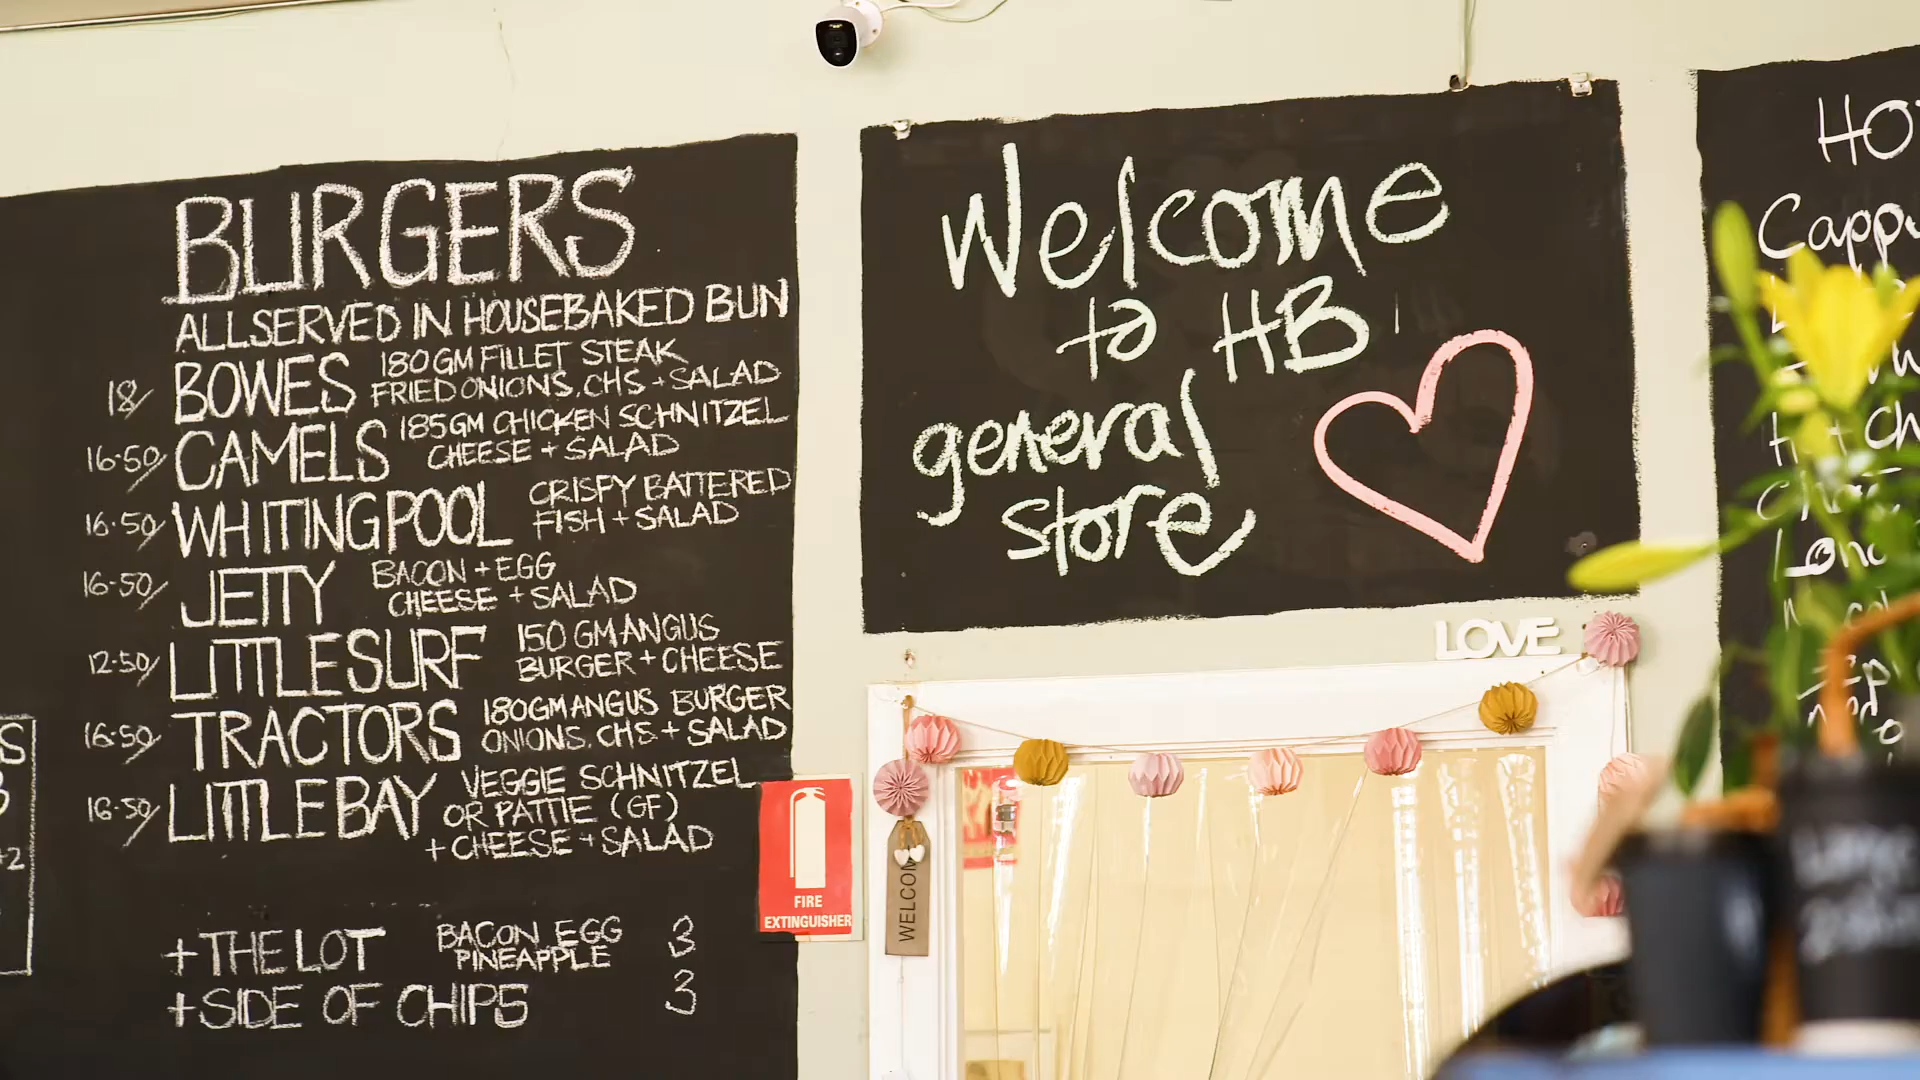 BURGERS
ALL SERVED IN HOUSEBAKED BUN
18/ BOWES 180GM FILLET STEAK
FRIED ONIONS, CHS + SALAD
16.50/ CAMELS 185GM CHICKEN SCHNITZEL
CHEESE + SALAD
16.50/ WHITING POOL CRISPY BATTERED
FISH + SALAD
16.50/ JETTY BACON + EGG
CHEESE + SALAD
12.50/ LITTLE SURF 150 GM ANGUS
BURGER + CHEESE
16.50/ TRACTORS 180GM ANGUS BURGER
ONIONS, CHS + SALAD
16.50/ LITTLE BAY VEGGIE SCHNITZEL
OR PATTIE (GF)
+ CHEESE + SALAD
+ THE LOT BACON EGG 3
PINEAPPLE
+ SIDE OF CHIPS 3
+2
Welcome
to HB
general
store
LOVE
WELCOM
FIRE
EXTINGUISHER
HO
Cappu